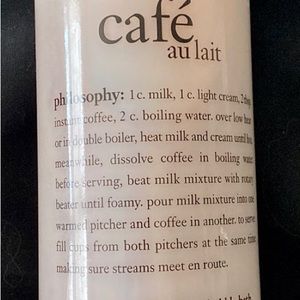 café
au lait
philosophy: 1 c. milk, 1 c. light cream, 2 tbsp.
instant coffee, 2 c. boiling water. over low heat
or in double boiler, heat milk and cream until hot.
meanwhile, dissolve coffee in boiling water.
before serving, beat milk mixture with rotary
beater until foamy. pour milk mixture into one
warmed pitcher and coffee in another. to serve,
fill cups from both pitchers at the same time
making sure streams meet en route.
bath